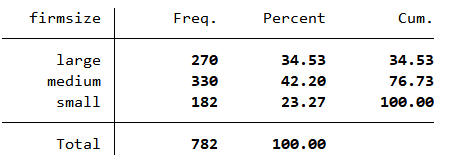 firmsize Freq. Percent Cum.
large 270 34.53 34.53
medium 330 42.20 76.73
small 182 23.27 100.00
Total 782 100.00